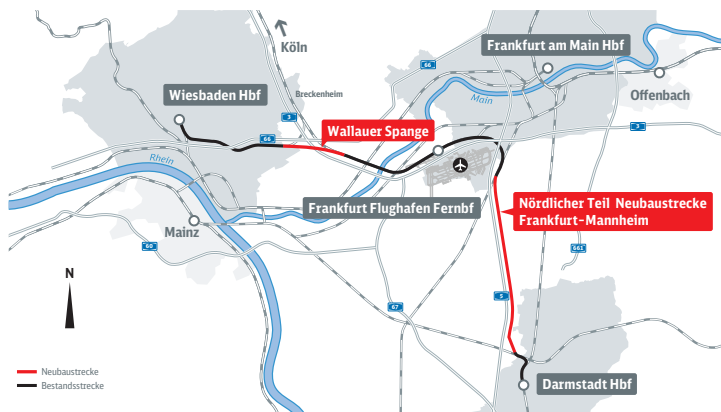 Köln
Frankfurt am Main Hbf
66
Breckenheim
Wiesbaden Hbf
Main
Offenbach
3
3
66
Wallauer Spange
Rhein
Frankfurt Flughafen Fernbf
Nördlicher Teil Neubaustrecke
Frankfurt-Mannheim
Mainz
60
661
N
5
67
Neubaustrecke
Bestandsstrecke
Darmstadt Hbf